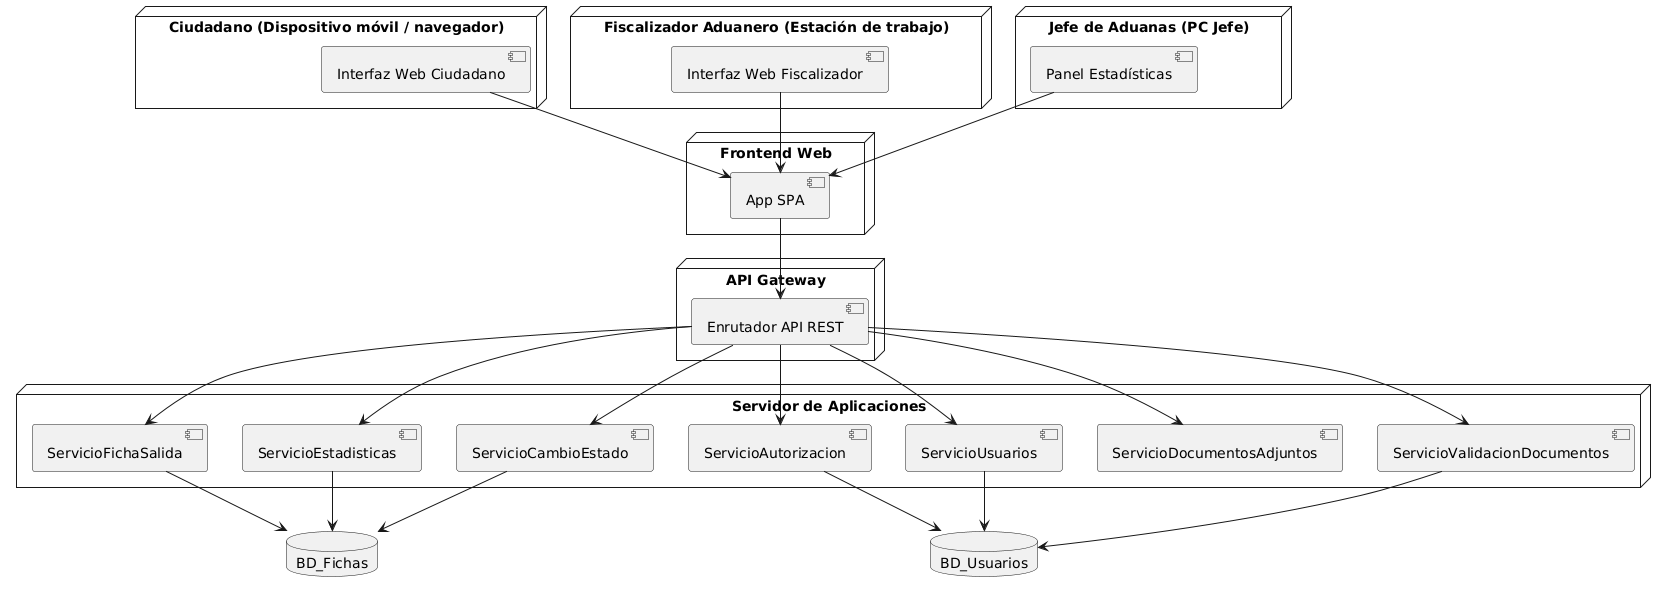 Ciudadano (Dispositivo móvil / navegador)
Fiscalizador Aduanero (Estación de trabajo)
Jefe de Aduanas (PC Jefe)
Interfaz Web Ciudadano
Interfaz Web Fiscalizador
Panel Estadísticas
Frontend Web
App SPA
API Gateway
Enrutador API REST
Servidor de Aplicaciones
ServicioFichaSalida
ServicioEstadisticas
ServicioCambioEstado
ServicioAutorizacion
ServicioUsuarios
ServicioDocumentosAdjuntos
ServicioValidacionDocumentos
BD_Fichas
BD_Usuarios